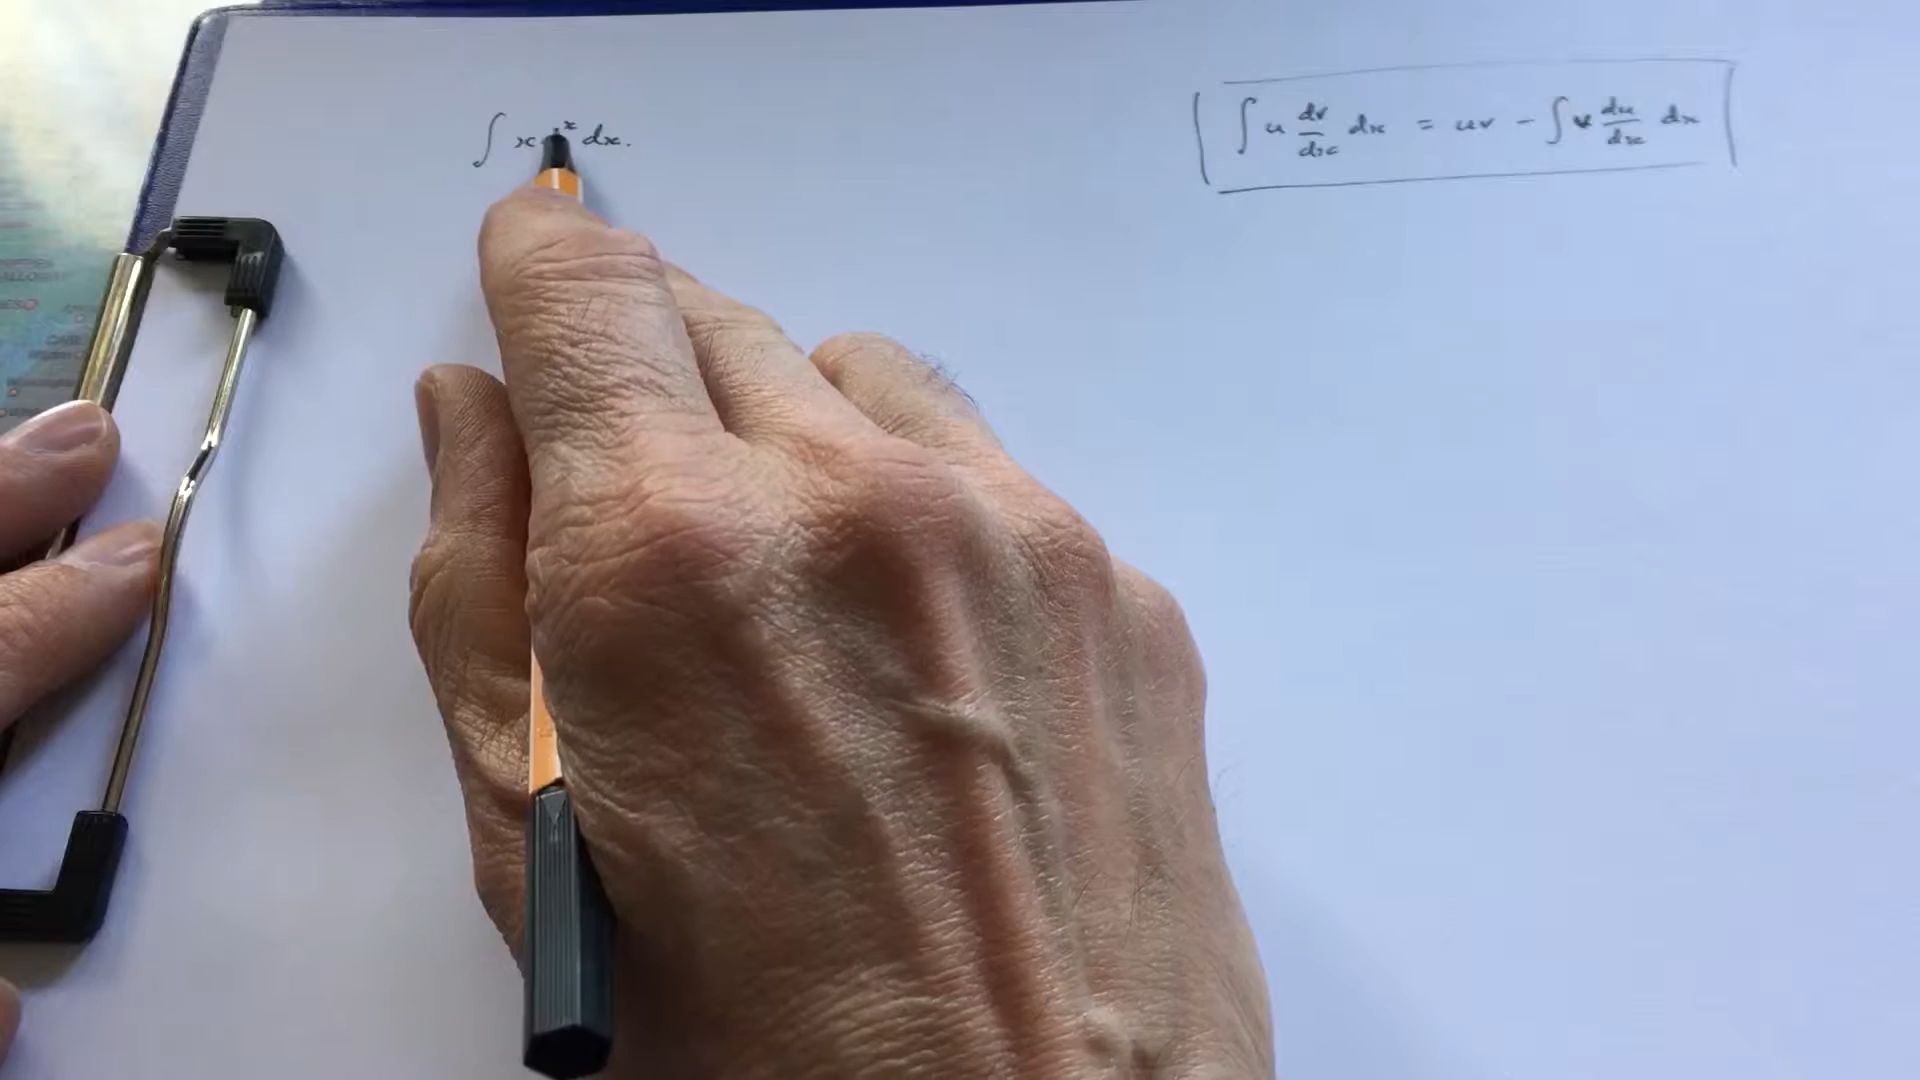 ∫ x x dx.
∫ u dv/dx dx = uv - ∫ v du/dx dx